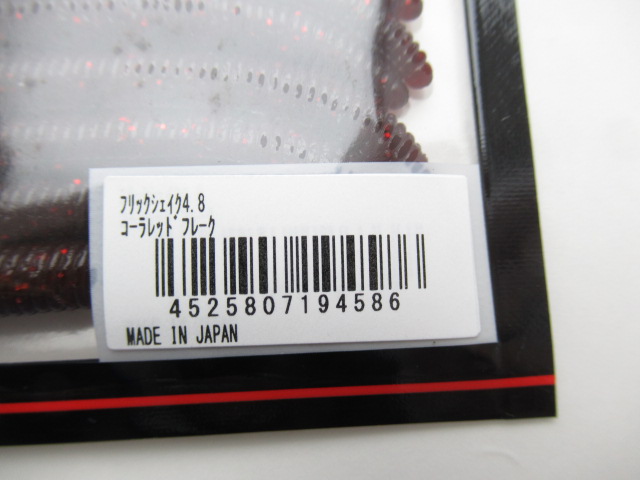 ﾌﾘｯｸｼｪｲｸ4.8
ｺｰﾗﾚｯﾄﾞﾌﾚｰｸ
4525807194586
MADE IN JAPAN